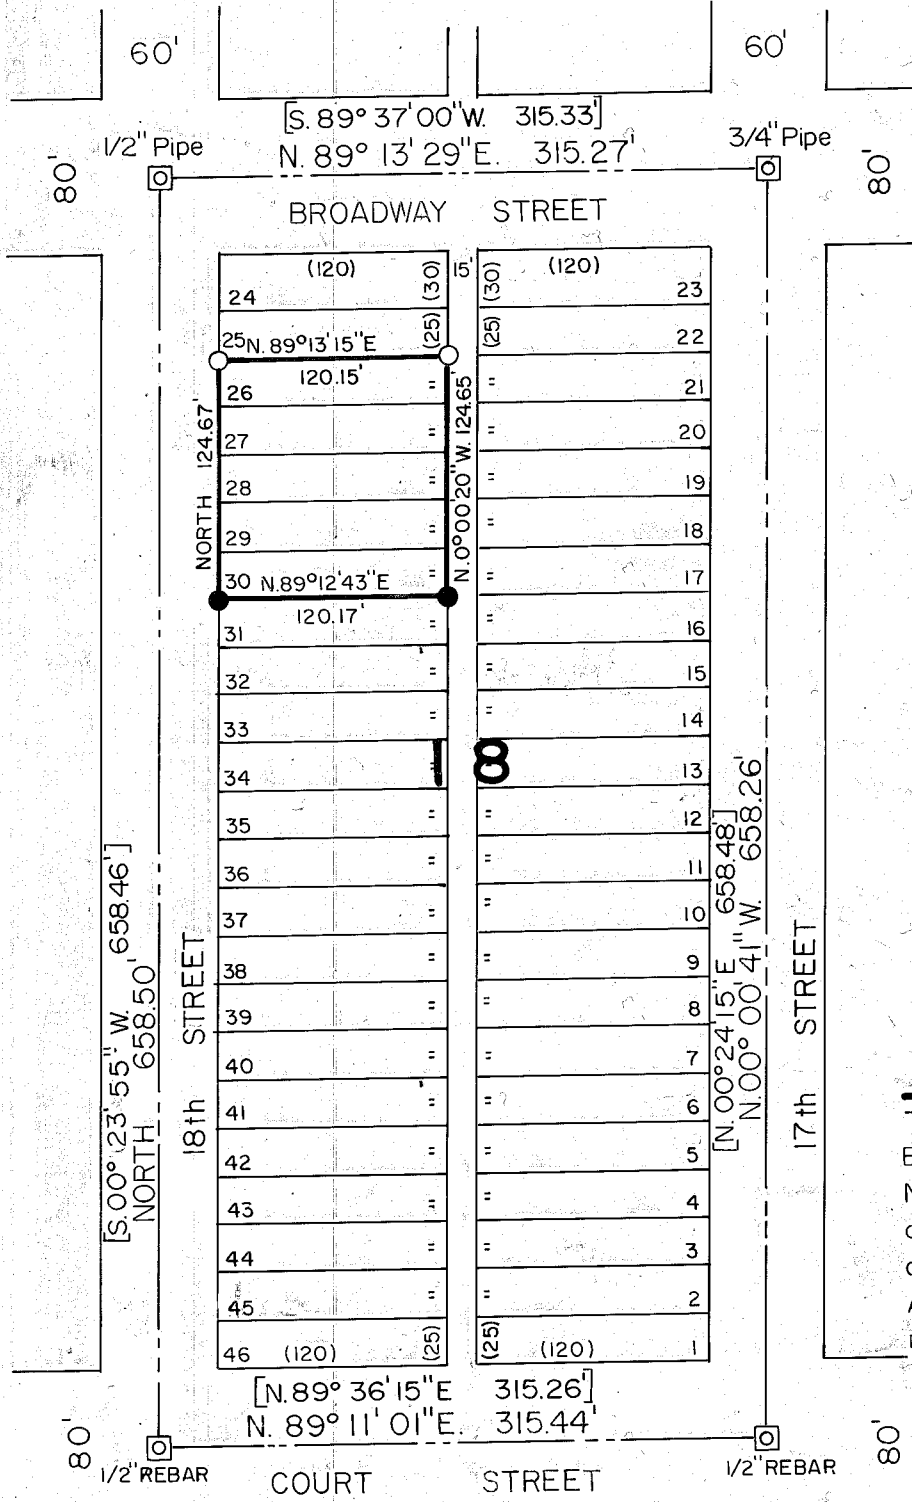 60'
60'
[S. 89° 37' 00" W. 315.33']
1/2" Pipe
3/4" Pipe
N. 89° 13' 29" E. 315.27'
80'
80'
BROADWAY STREET
(120) (30) 15' (30) (120)
24 23
(25) (25)
25 N. 89° 13' 15" E 22
120.15'
26 " " 21
NORTH 124.67'
N. 0° 00' 20" W. 124.65'
27 " " 20
28 " " 19
29 " " 18
30 N. 89° 12' 43" E " " 17
120.17'
31 " " 16
32 " " 15
33 " " 14
18
34 " 13
35 " " 12
36 " " 11
37 " " 10
38 " " 9
39 " " 8
40 " " 7
41 " " 6
42 " " 5
43 " " 4
44 " " 3
45 " " 2
46 (120) (25) (25) (120) 1
[S. 00° 23' 55" W. 658.46']
NORTH 658.50'
18th STREET
[N. 00° 24' 15" E 658.48']
N. 00° 00' 41" W. 658.26'
17th STREET
[N. 89° 36' 15" E 315.26']
N. 89° 11' 01" E. 315.44'
80'
80'
1/2" REBAR
1/2" REBAR
COURT STREET